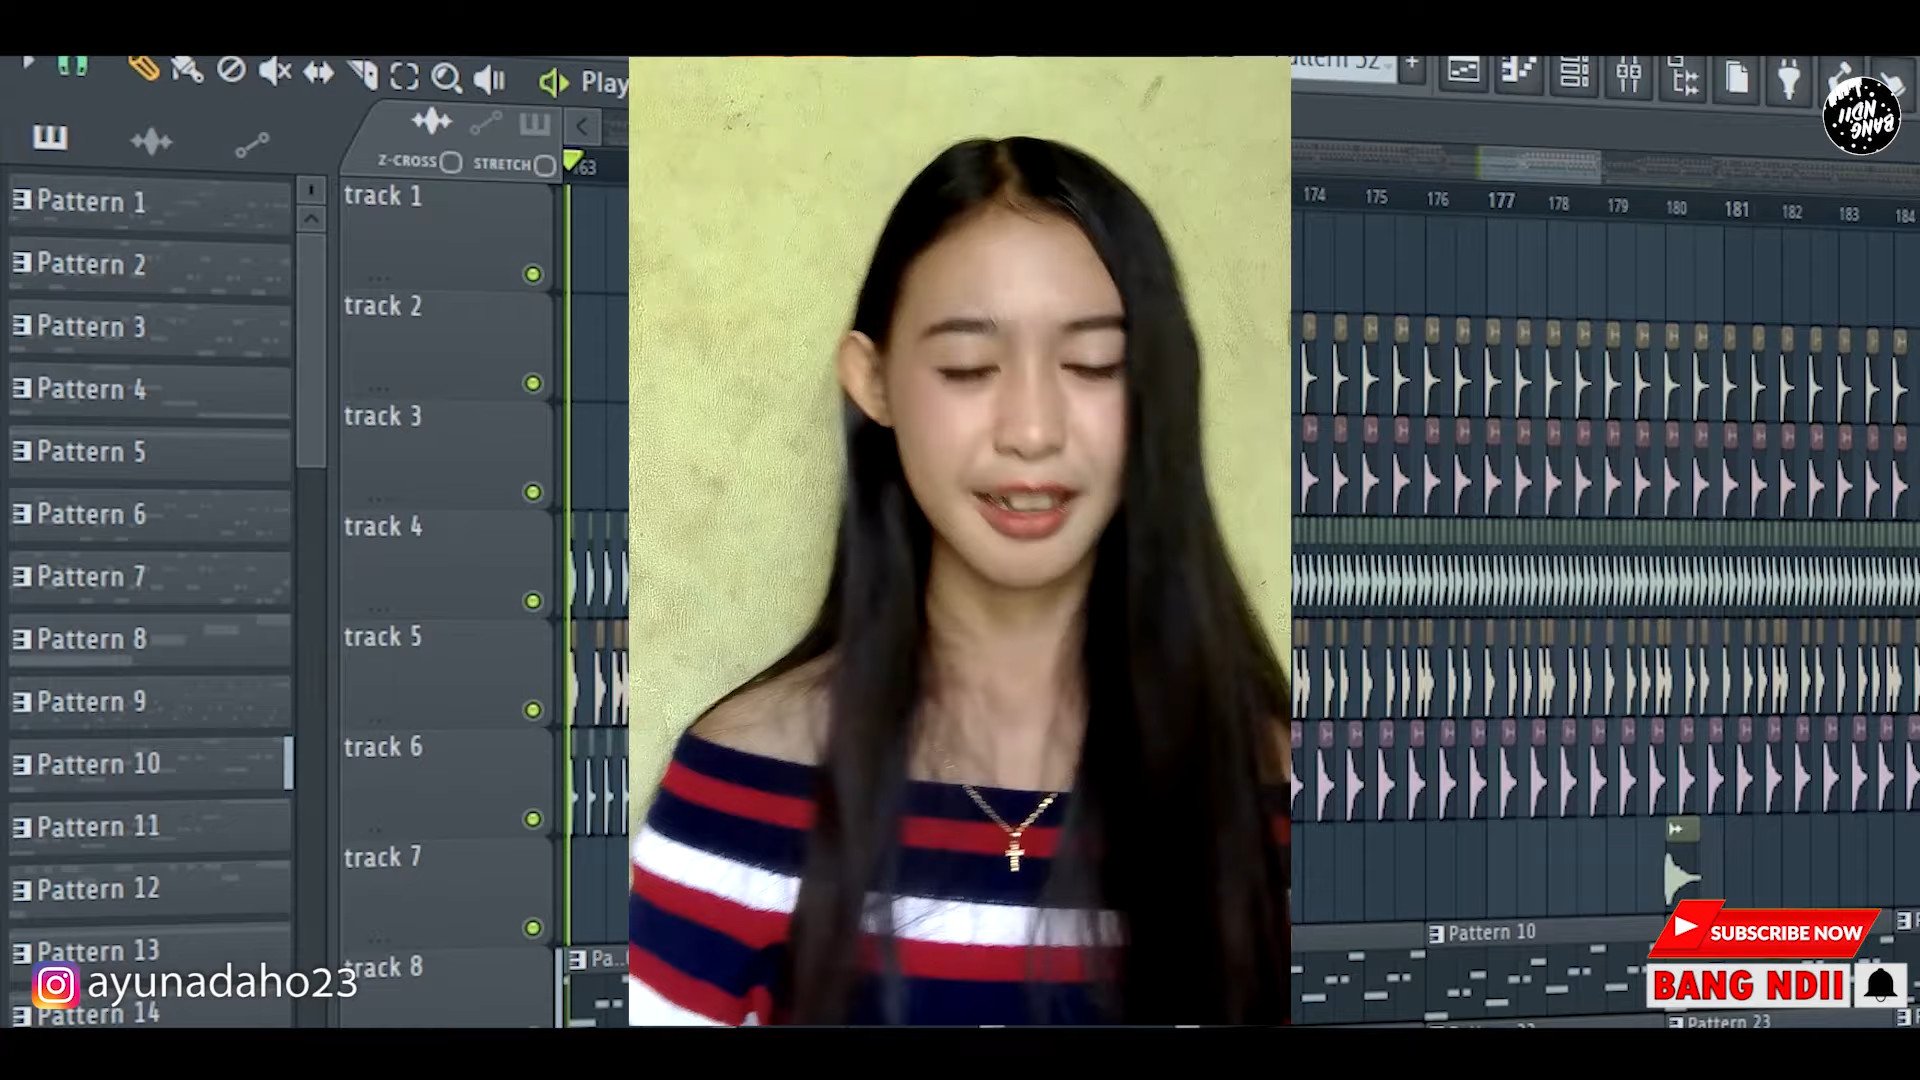 Play
Z-CROSS STRETCH
163
174 175 176 177 178 179 180 181 182 183 184
Pattern 1
Pattern 2
Pattern 3
Pattern 4
Pattern 5
Pattern 6
Pattern 7
Pattern 8
Pattern 9
Pattern 10
Pattern 11
Pattern 12
Pattern 13
Pattern 14
track 1
track 2
track 3
track 4
track 5
track 6
track 7
track 8
Pattern 10
Pattern 23
BANG
NDII
ayunadaho23
SUBSCRIBE NOW
BANG NDII